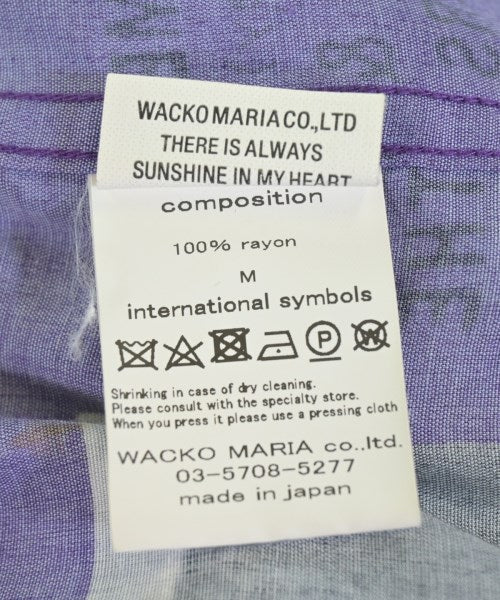 WACKO MARIA CO.,LTD
THERE IS ALWAYS
SUNSHINE IN MY HEART
composition
100% rayon
M
international symbols
P
W
Shrinking in case of dry cleaning.
Please consult with the specialty store.
When you press it please use a pressing cloth
WACKO MARIA co..ltd.
03-5708-5277
made in japan